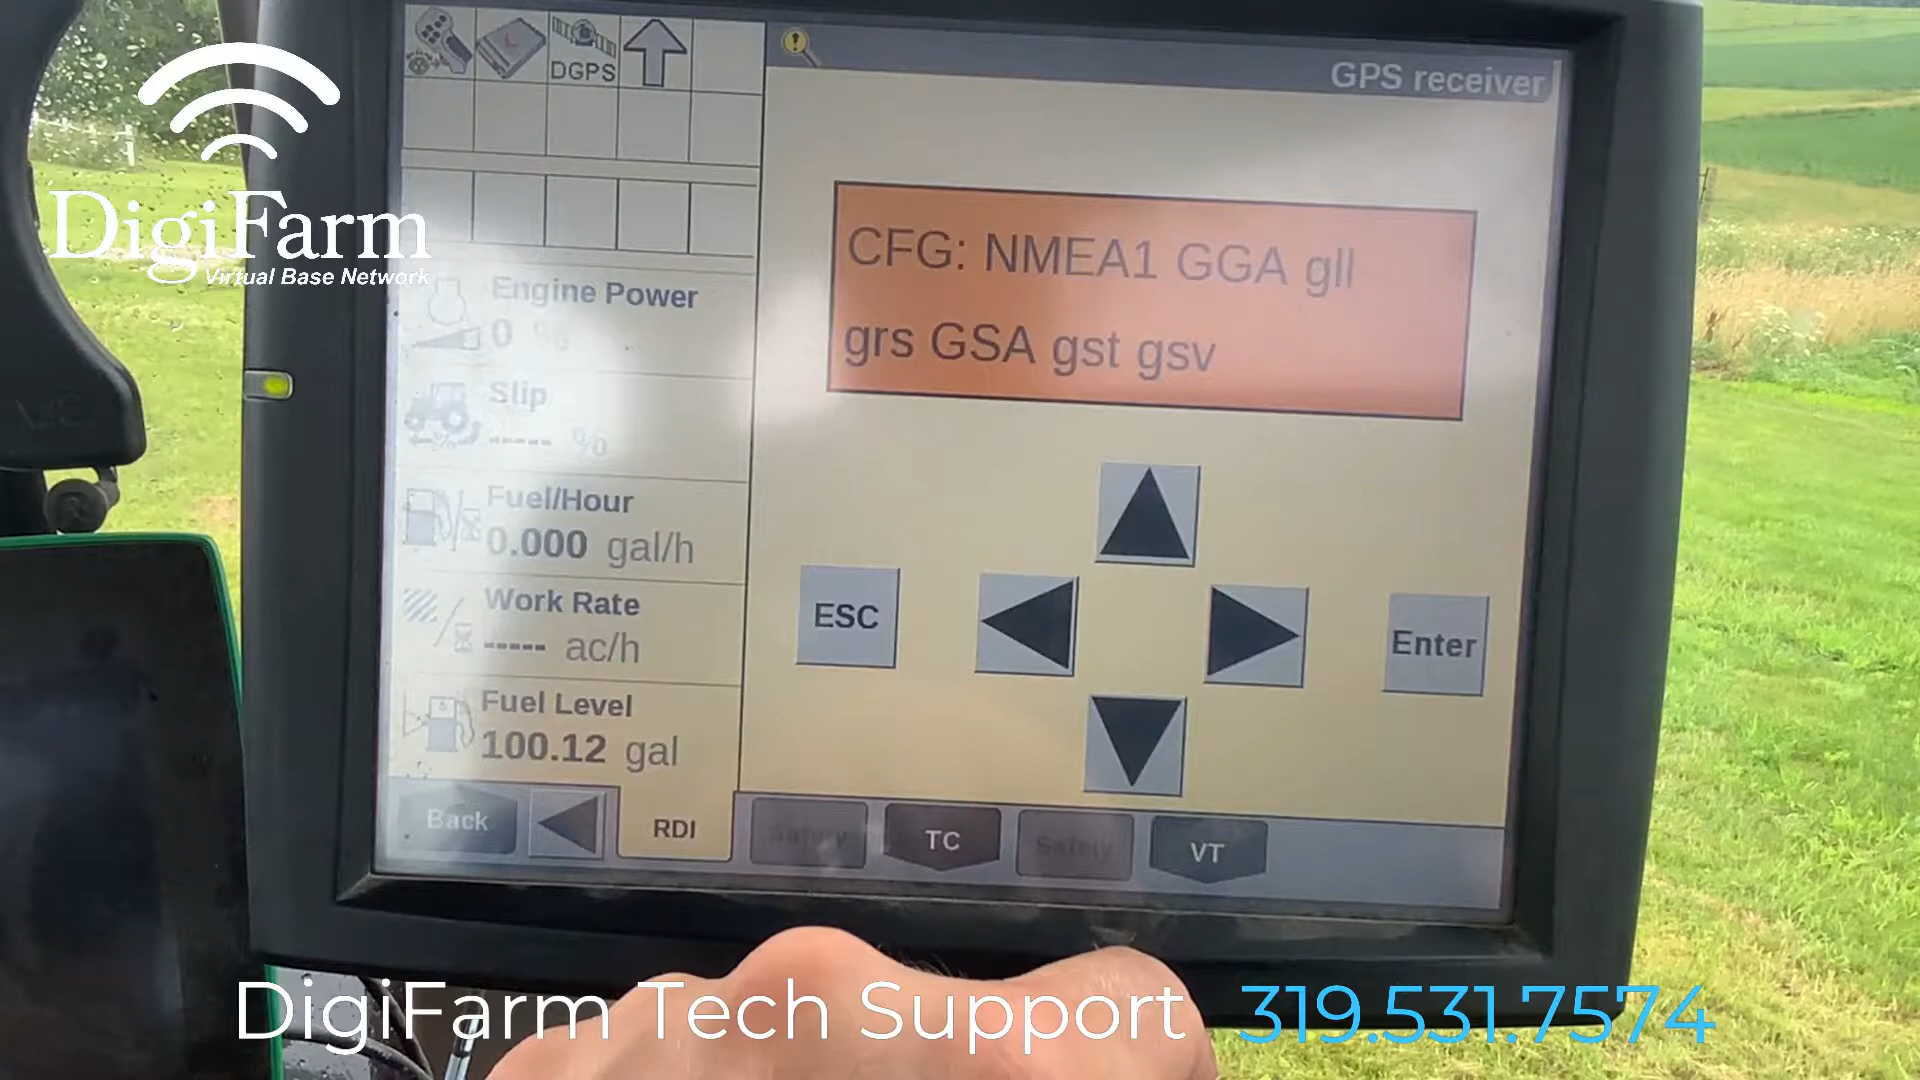 DGPS
GPS receiver
DigiFarm
Virtual Base Network
CFG: NMEA1 GGA gll
grs GSA gst gsv
Engine Power
0 %
Slip
----- %
Fuel/Hour
0.000 gal/h
Work Rate
----- ac/h
Fuel Level
100.12 gal
ESC
Enter
Back
RDI
Safety
TC
Safety
VT
DigiFarm Tech Support 319.531.7574